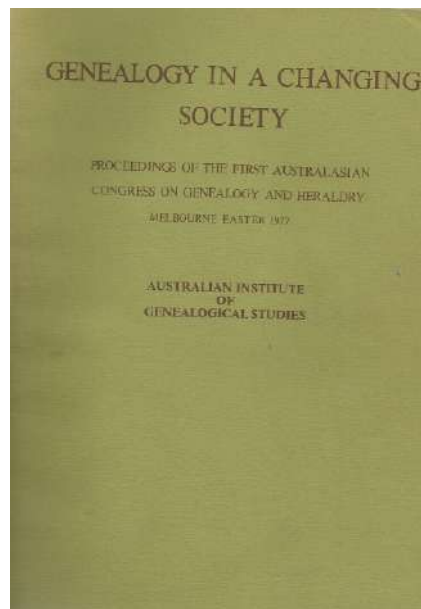 GENEALOGY IN A CHANGING
SOCIETY
PROCEEDINGS OF THE FIRST AUSTRALASIAN
CONGRESS ON GENEALOGY AND HERALDRY
MELBOURNE EASTER 1977
AUSTRALIAN INSTITUTE
OF
GENEALOGICAL STUDIES